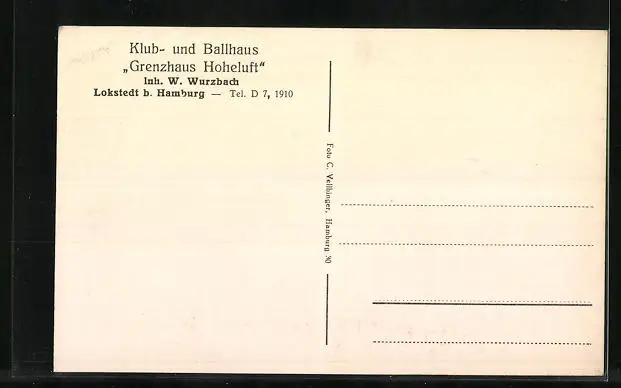 Klub- und Ballhaus
„Grenzhaus Hoheluft“
Inh. W. Wurzbach
Lokstedt b. Hamburg — Tel. D 7, 1910
Foto C. Vellhinger, Hamburg 30